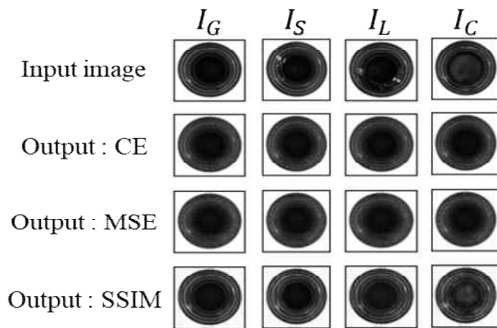 I_G I_S I_L I_C
Input image
Output : CE
Output : MSE
Output : SSIM